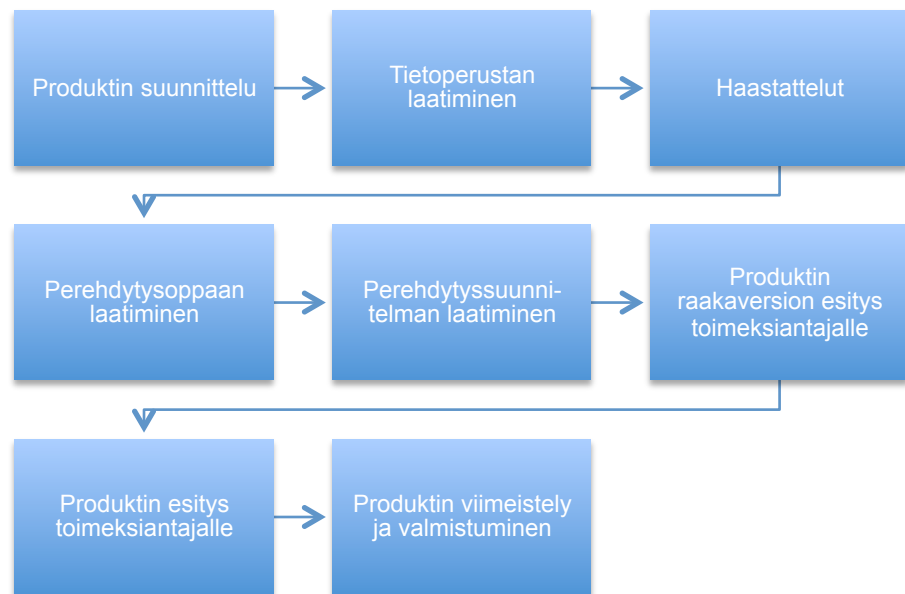 Produktin suunnittelu
Tietoperustan
laatiminen
Haastattelut
Perehdytysoppaan
laatiminen
Perehdytyssuunni-
telman laatiminen
Produktin
raakaversion esitys
toimeksiantajalle
Produktin esitys
toimeksiantajalle
Produktin viimeistely
ja valmistuminen